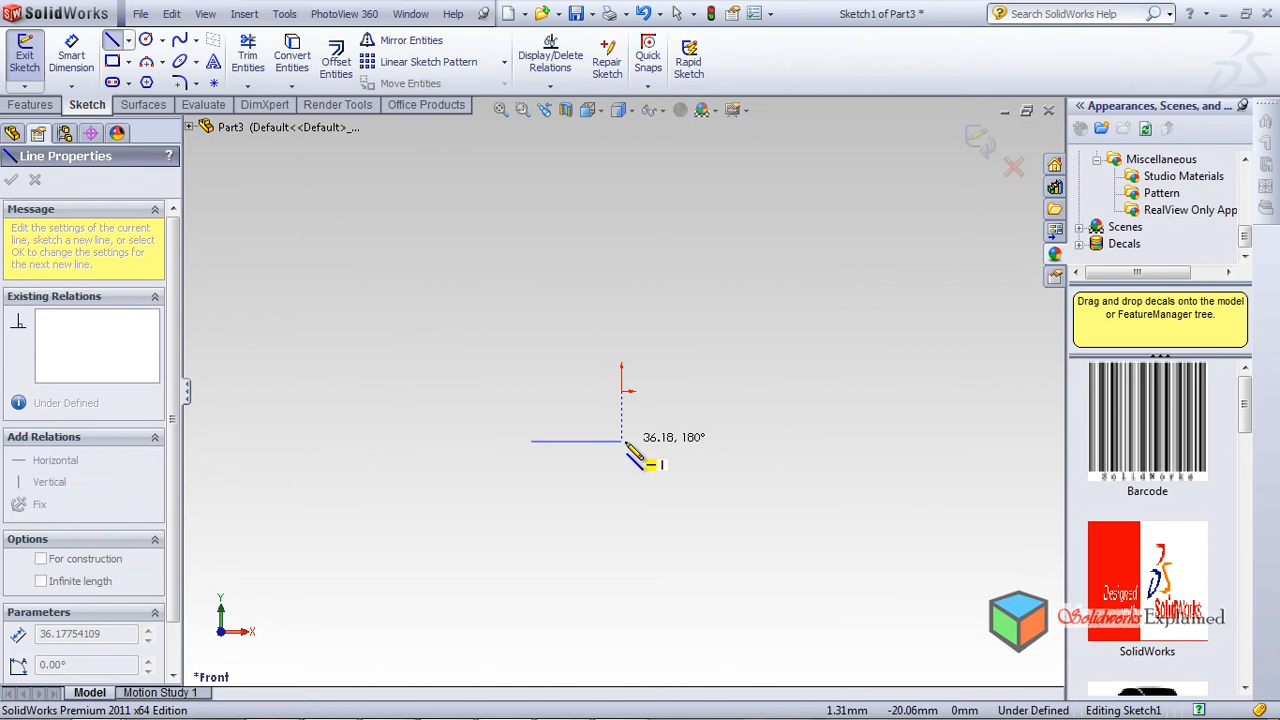 SolidWorks
File Edit View Insert Tools PhotoView 360 Window Help
Sketch1 of Part3 *
Search SolidWorks Help
Exit Sketch
Smart Dimension
Trim Entities
Convert Entities
Offset Entities
Mirror Entities
Linear Sketch Pattern
Move Entities
Display/Delete Relations
Repair Sketch
Quick Snaps
Rapid Sketch
Features Sketch Surfaces Evaluate DimXpert Render Tools Office Products
Part3 (Default<<Default>_...
Line Properties ?
Message
Edit the settings of the current
line, sketch a new line, or select
OK to change the settings for
the next new line.
Existing Relations
Under Defined
Add Relations
Horizontal
Vertical
Fix
Options
For construction
Infinite length
Parameters
36.17754109
0.00°
36.18, 180°
Y
X
*Front
Appearances, Scenes, and ...
Miscellaneous
Studio Materials
Pattern
RealView Only App
Scenes
Decals
Drag and drop decals onto the model
or FeatureManager tree.
SolidWorks
Barcode
Designed
SolidWorks
SolidWorks
Solidworks Explained
Model Motion Study 1
SolidWorks Premium 2011 x64 Edition
1.31mm -20.06mm 0mm Under Defined Editing Sketch1